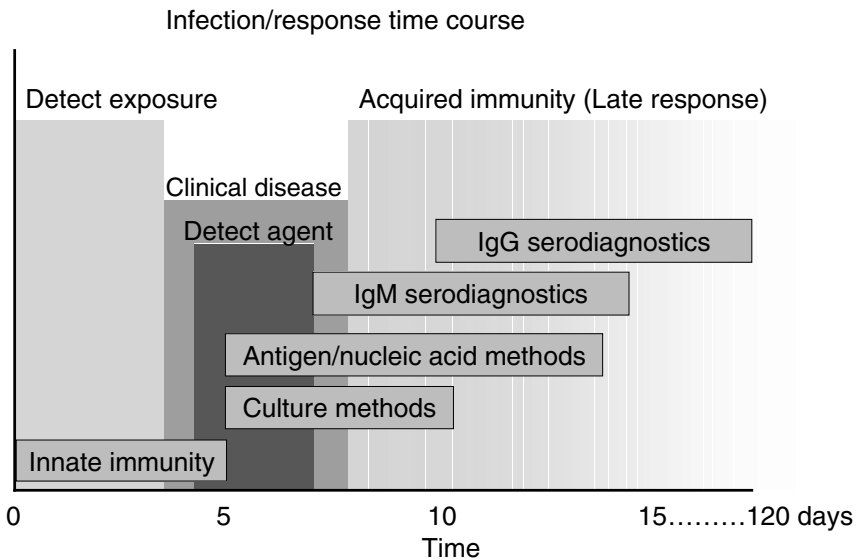 Infection/response time course
Detect exposure
Acquired immunity (Late response)
Clinical disease
Detect agent
IgG serodiagnostics
IgM serodiagnostics
Antigen/nucleic acid methods
Culture methods
Innate immunity
0 5 10 15.........120 days
Time